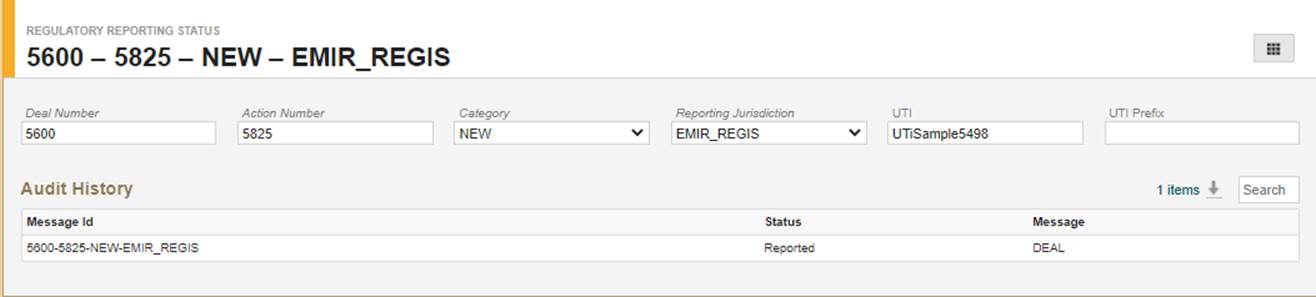 REGULATORY REPORTING STATUS
5600 – 5825 – NEW – EMIR_REGIS
Deal Number Action Number Category Reporting Jurisdiction UTI UTI Prefix
5600 5825 NEW EMIR_REGIS UTiSample5498
Audit History 1 items Search
Message Id Status Message
5600-5825-NEW-EMIR_REGIS Reported DEAL